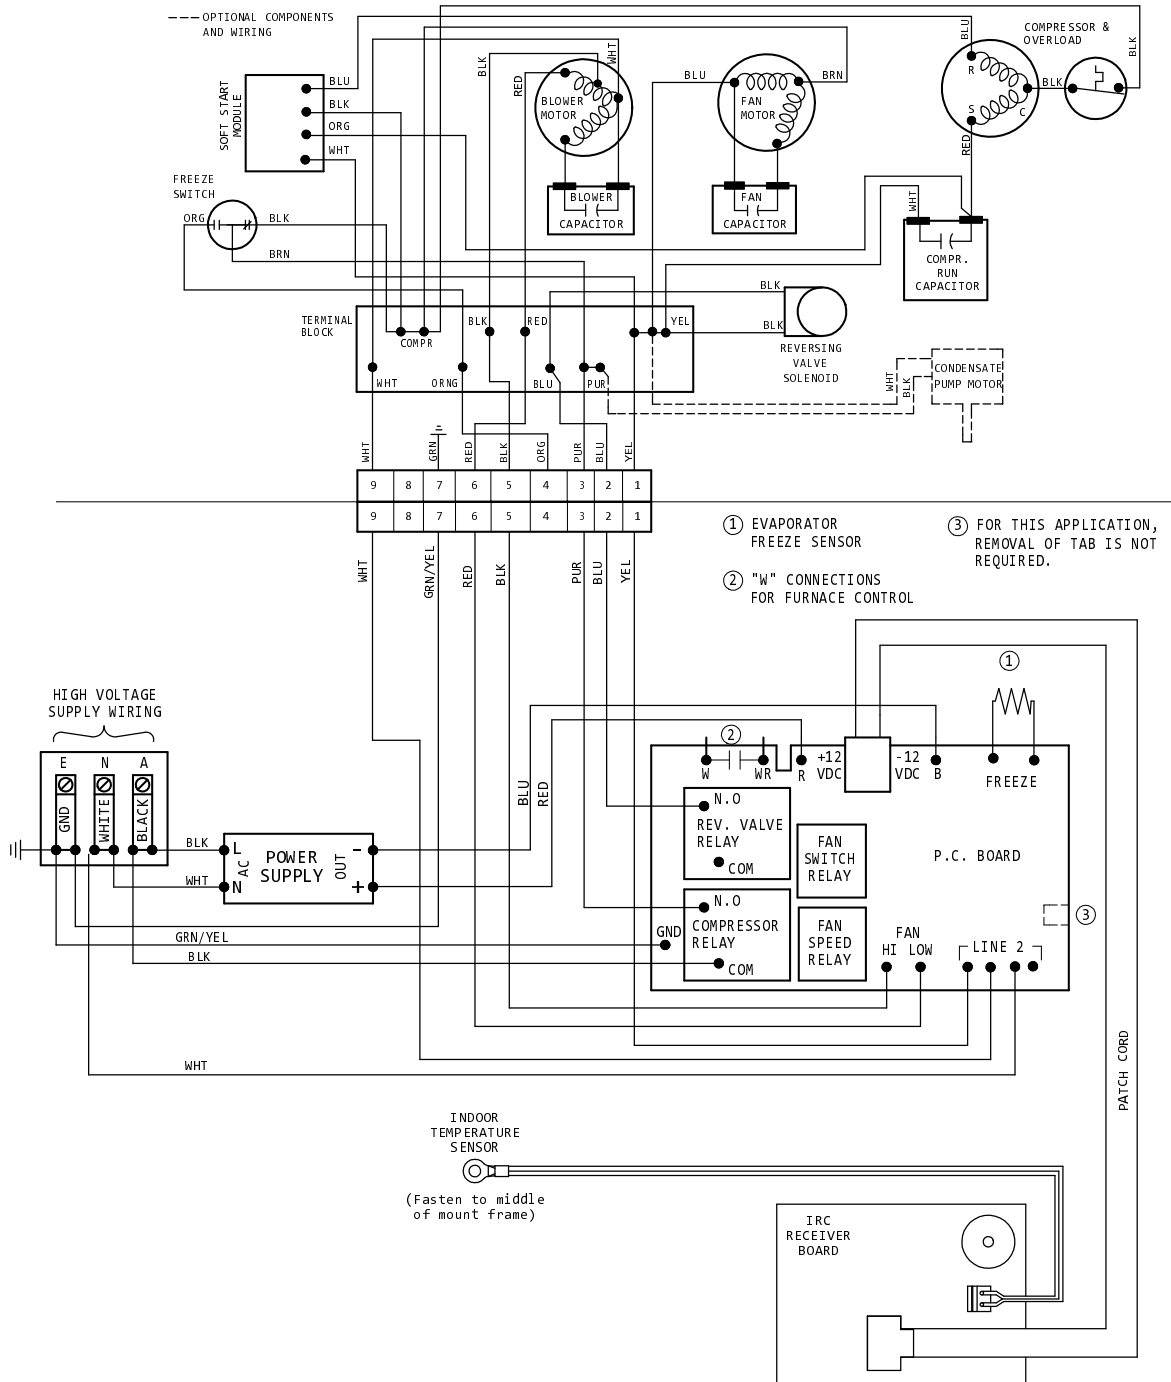 OPTIONAL COMPONENTS
AND WIRING
SOFT START
MODULE
BLU
BLK
ORG
WHT
FREEZE
SWITCH
ORG
BLK
BRN
BLK
RED
WHT
BLOWER
MOTOR
BLOWER
CAPACITOR
BLU
BRN
FAN
MOTOR
FAN
CAPACITOR
BLU
R
S
C
RED
BLK
COMPRESSOR &
OVERLOAD
BLK
WHT
COMPR.
RUN
CAPACITOR
BLK
BLK
REVERSING
VALVE
SOLENOID
WHT
BLK
CONDENSATE
PUMP MOTOR
TERMINAL
BLOCK
COMPR
BLK
RED
YEL
WHT
ORNG
BLU
PUR
WHT
GRN
RED
BLK
ORG
PUR
BLU
YEL
9 8 7 6 5 4 3 2 1
9 8 7 6 5 4 3 2 1
WHT
GRN/YEL
RED
BLK
PUR
BLU
YEL
1 EVAPORATOR
FREEZE SENSOR
2 "W" CONNECTIONS
FOR FURNACE CONTROL
3 FOR THIS APPLICATION,
REMOVAL OF TAB IS NOT
REQUIRED.
HIGH VOLTAGE
SUPPLY WIRING
E N A
GND
WHITE
BLACK
BLK
WHT
L
N
AC
POWER
SUPPLY
OUT
-
+
BLU
RED
GRN/YEL
BLK
WHT
1
2
W
WR
R
+12
VDC
-12
VDC
B
FREEZE
N.O
REV. VALVE
RELAY
COM
FAN
SWITCH
RELAY
P.C. BOARD
N.O
COMPRESSOR
RELAY
COM
GND
FAN
SPEED
RELAY
FAN
HI LOW
LINE 2
3
PATCH CORD
INDOOR
TEMPERATURE
SENSOR
(Fasten to middle
of mount frame)
IRC
RECEIVER
BOARD